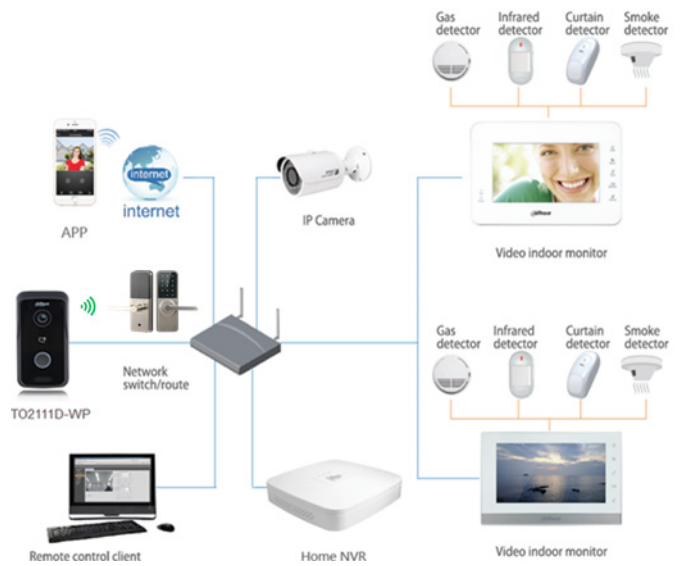 Gas
detector
Infrared
detector
Curtain
detector
Smoke
detector
internet
internet
APP
IP Camera
alhua
Video indoor monitor
Network
switch/route
TO2111D-WP
Gas
detector
Infrared
detector
Curtain
detector
Smoke
detector
Remote control client
Home NVR
Video indoor monitor